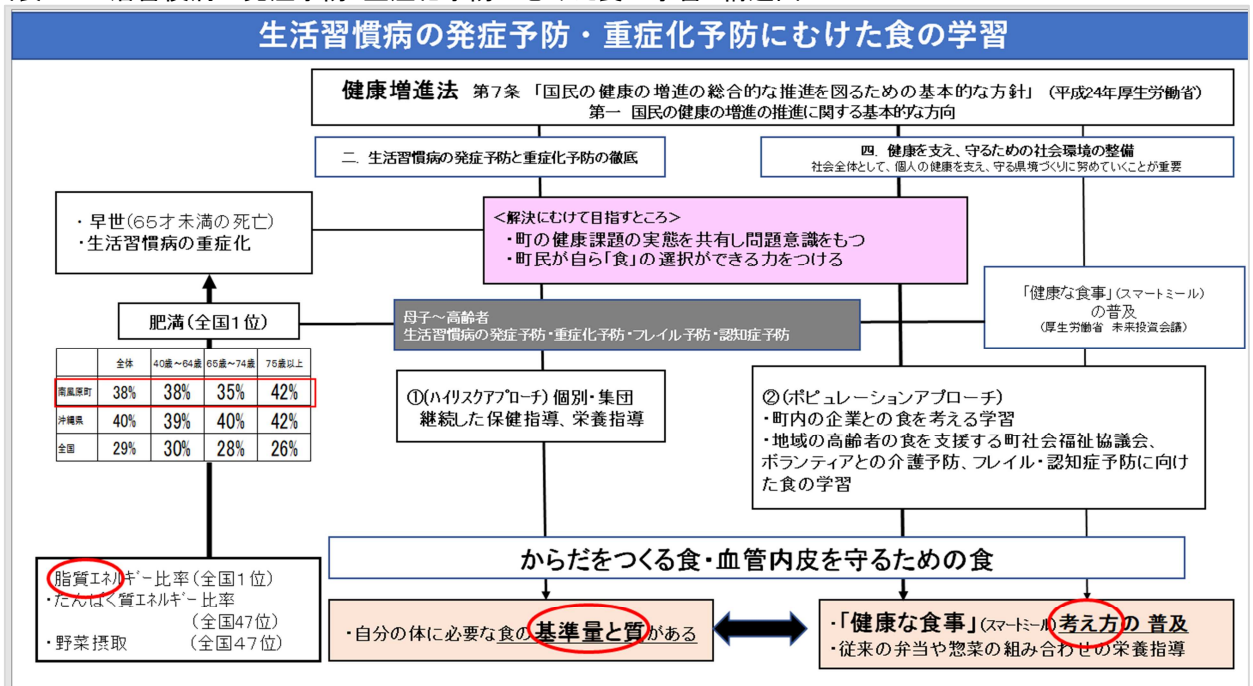 生活習慣病の発症予防・重症化予防にむけた食の学習
健康増進法 第7条 「国民の健康の増進の総合的な推進を図るための基本的な方針」 (平成24年厚生労働省)
第一 国民の健康の増進の推進に関する基本的な方向
二. 生活習慣病の発症予防と重症化予防の徹底
四. 健康を支え、守るための社会環境の整備
社会全体として、個人の健康を支え、守る県境づくりに努めていくことが重要
・早世(65才未満の死亡)
・生活習慣病の重症化
<解決にむけて目指すところ>
・町の健康課題の実態を共有し問題意識をもつ
・町民が自ら「食」の選択ができる力をつける
「健康な食事」(スマートミール)
の普及
(厚生労働省 未来投資会議)
肥満(全国1位)
母子～高齢者
生活習慣病の発症予防・重症化予防・フレイル予防・認知症予防
全体 40歳～64歳 65歳～74歳 75歳以上
南風原町 38% 38% 35% 42%
沖縄県 40% 39% 40% 42%
全国 29% 30% 28% 26%
①(ハイリスクアプローチ) 個別・集団
継続した保健指導、栄養指導
②(ポピュレーションアプローチ)
・町内の企業との食を考える学習
・地域の高齢者の食を支援する町社会福祉協議会、
ボランティアとの介護予防、フレイル・認知症予防に向け
た食の学習
からだをつくる食・血管内皮を守るための食
脂質エネルギー比率(全国1位)
・たんぱく質エネルギー比率
(全国47位)
・野菜摂取 (全国47位)
・自分の体に必要な食の基準量と質がある
・「健康な食事」(スマートミール)考え方の 普及
・従来の弁当や惣菜の組み合わせの栄養指導